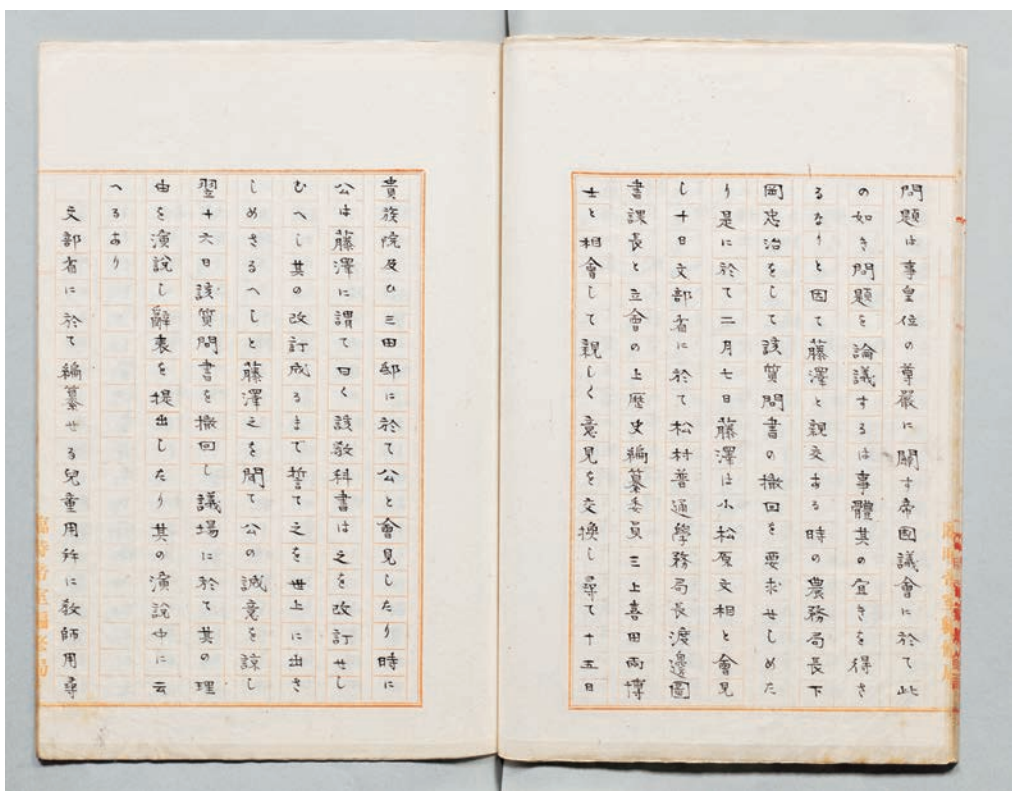 問題は事皇位の尊嚴に關す帝國議會に於て此
の如き問題を論議するは事體其の宜きを得さ
るなりと因て藤澤と親交ある時の農務局長下
岡忠治をして該質問書の撤回を要求せしめた
り是に於て二月七日藤澤は小松原文相と會見
し十日文部省に於て松村普通學務局長渡邊圖
書課長と立會の上歷史編纂委員三上喜田兩博
士と相會して親しく意見を交換し尋て十五日
貴族院及ひ三田邸に於て公と會見したり時に
公は藤澤に謂て曰く該敎科書は之を改訂せし
むへし其の改訂成るまて誓て之を世上に出さ
しめさるへしと藤澤之を聞て公の誠意を諒し
翌十六日該質問書を撤回し議場に於て其の理
由を演說し辭表を提出したり其の演說中に云
へるあり
文部省に於て編纂せる兒童用幷に敎師用尋